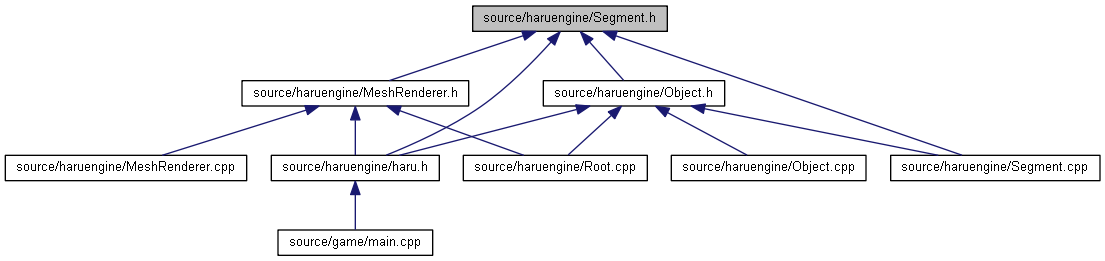 source/haruengine/Segment.h
source/haruengine/MeshRenderer.h
source/haruengine/Object.h
source/haruengine/MeshRenderer.cpp
source/haruengine/haru.h
source/haruengine/Root.cpp
source/haruengine/Object.cpp
source/haruengine/Segment.cpp
source/game/main.cpp